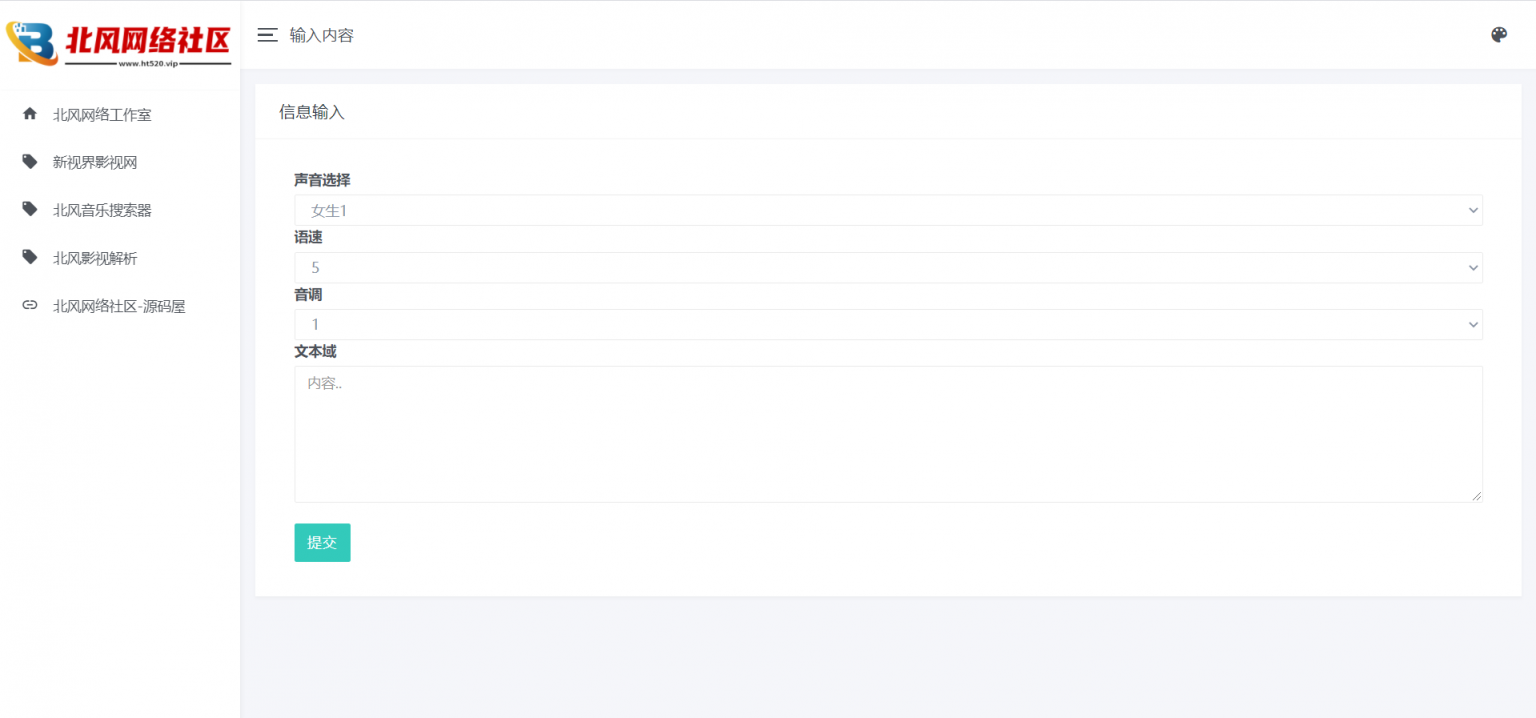 北风网络社区
www.ht520.vip
输入内容
北风网络工作室
新视界影视网
北风音乐搜索器
北风影视解析
北风网络社区-源码屋
信息输入
声音选择
女生1
语速
5
音调
1
文本域
内容..
提交